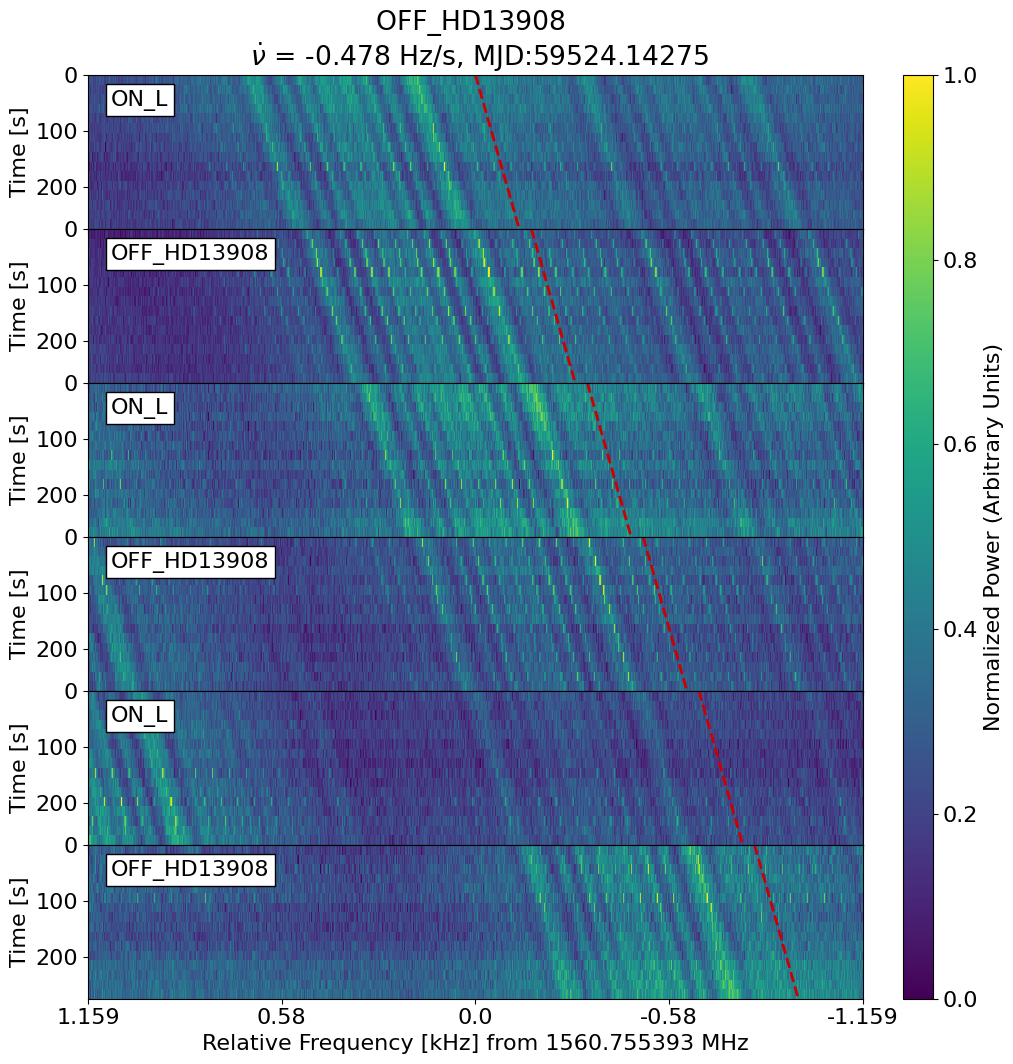 OFF_HD13908
ν̇ = -0.478 Hz/s, MJD:59524.14275
0
ON_L
100
200
Time [s]
0
OFF_HD13908
100
200
Time [s]
0
ON_L
100
200
Time [s]
0
OFF_HD13908
100
200
Time [s]
0
ON_L
100
200
Time [s]
0
OFF_HD13908
100
200
Time [s]
1.159 0.58 0.0 -0.58 -1.159
Relative Frequency [kHz] from 1560.755393 MHz
1.0
0.8
0.6
0.4
0.2
0.0
Normalized Power (Arbitrary Units)